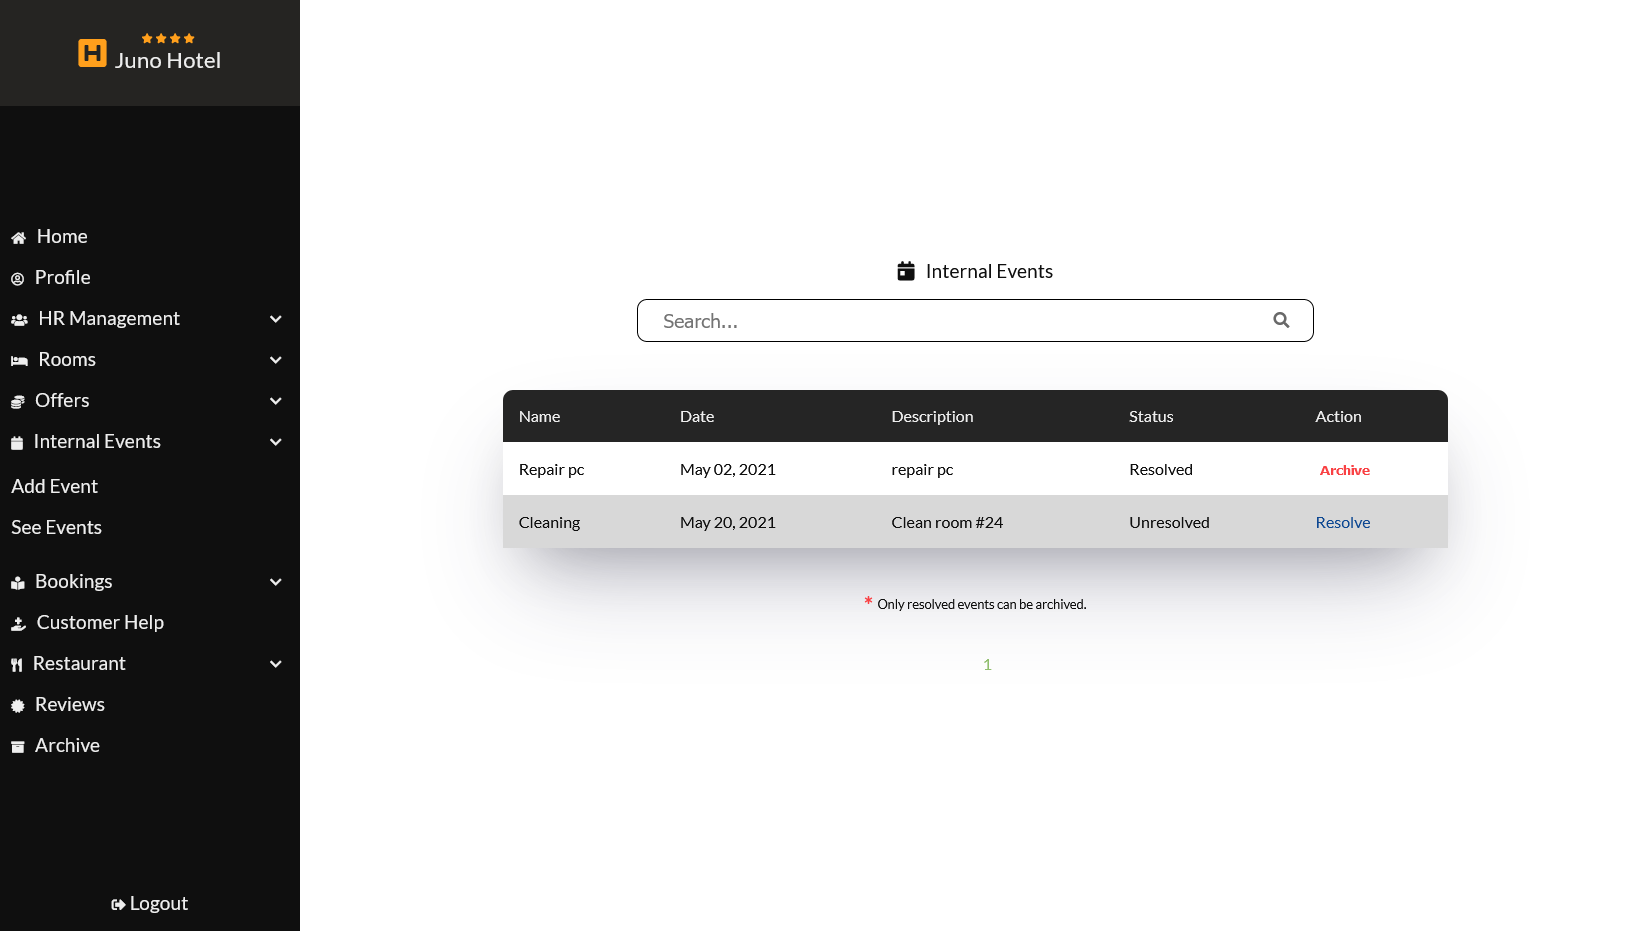 H
Juno Hotel
Home
Profile
HR Management
Rooms
Offers
Internal Events
Add Event
See Events
Bookings
Customer Help
Restaurant
Reviews
Archive
Logout
Internal Events
Search...
Name Date Description Status Action
Repair pc May 02, 2021 repair pc Resolved Archive
Cleaning May 20, 2021 Clean room #24 Unresolved Resolve
* Only resolved events can be archived.
1